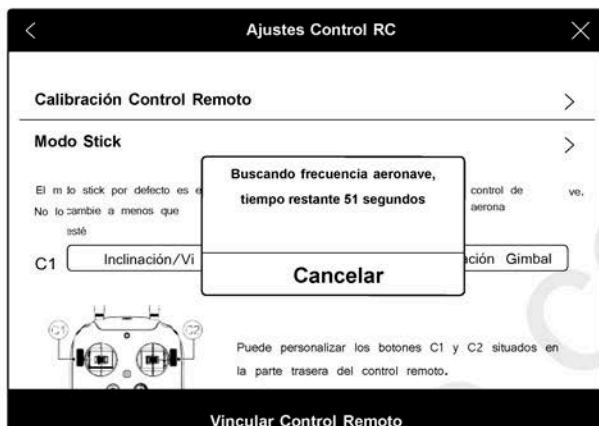 Ajustes Control RC
Calibración Control Remoto
Modo Stick
Buscando frecuencia aeronave,
tiempo restante 51 segundos
Cancelar
El stick por defecto es control de ve.
No lo cambie a menos que aerona
esté
C1 Inclinación/Vi Gimbal
C1 C2
Puede personalizar los botones C1 y C2 situados en
la parte trasera del control remoto.
Vincular Control Remoto